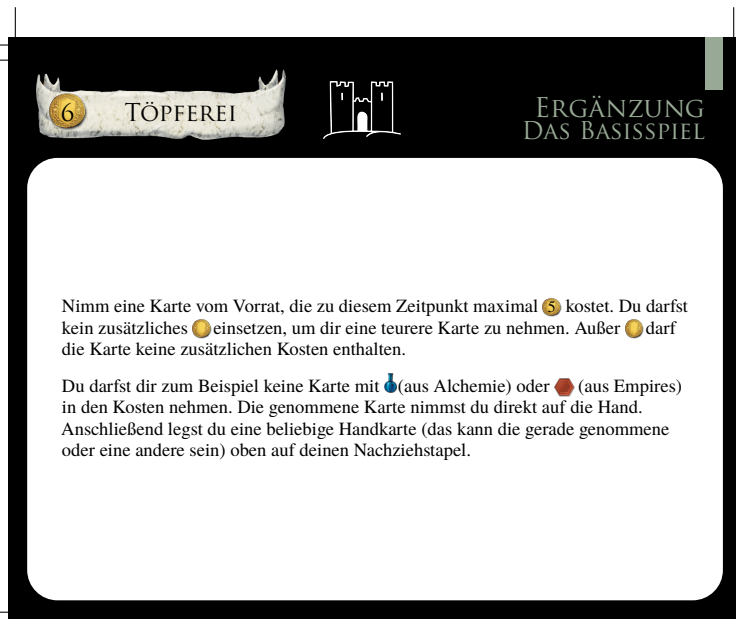 6 TÖPFEREI
ERGÄNZUNG
DAS BASISSPIEL
Nimm eine Karte vom Vorrat, die zu diesem Zeitpunkt maximal 5 kostet. Du darfst
kein zusätzliches einsetzen, um dir eine teurere Karte zu nehmen. Außer darf
die Karte keine zusätzlichen Kosten enthalten.
Du darfst dir zum Beispiel keine Karte mit (aus Alchemie) oder (aus Empires)
in den Kosten nehmen. Die genommene Karte nimmst du direkt auf die Hand.
Anschließend legst du eine beliebige Handkarte (das kann die gerade genommene
oder eine andere sein) oben auf deinen Nachziehstapel.